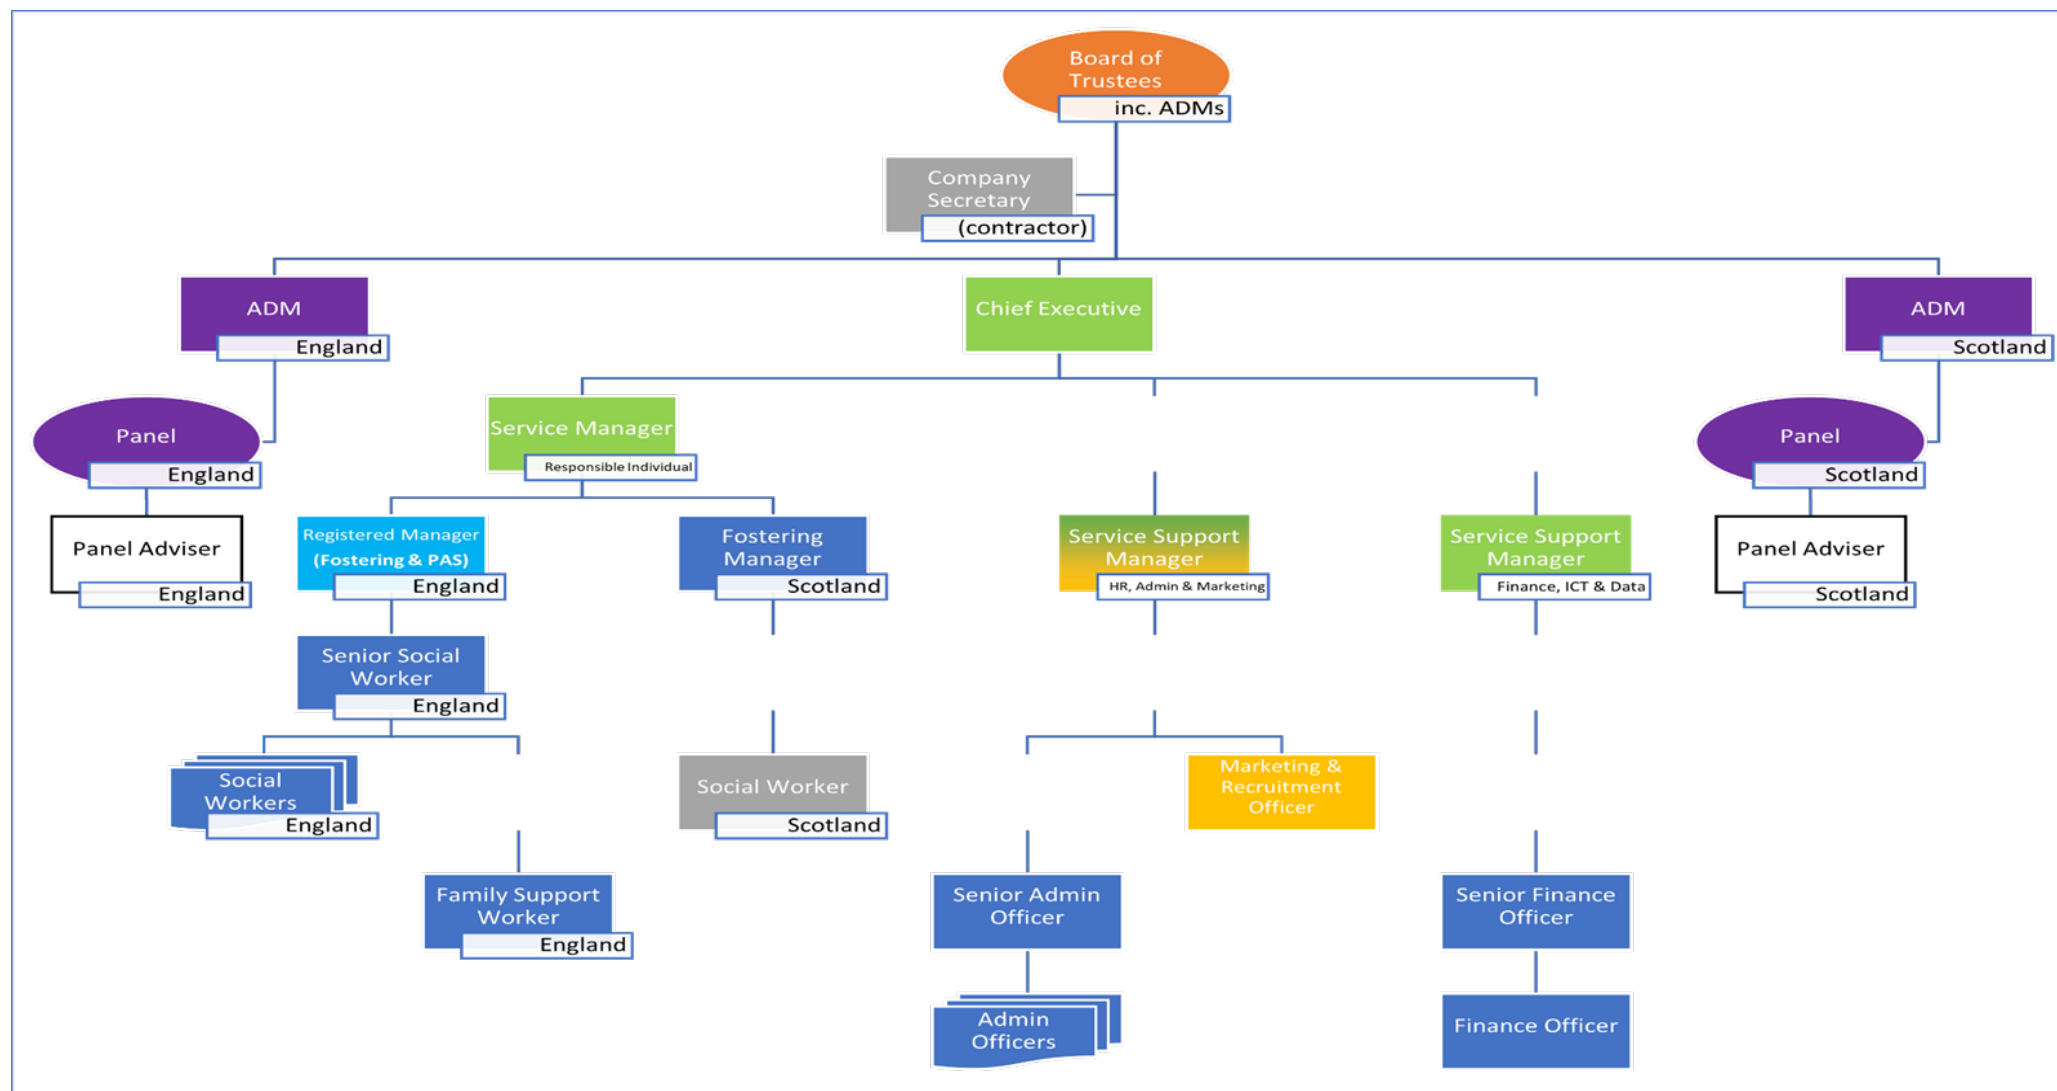 Board of
Trustees
inc. ADMs
Company
Secretary
(contractor)
ADM
England
Chief Executive
ADM
Scotland
Panel
England
Service Manager
Responsible Individual
Panel
Scotland
Panel Adviser
England
Registered Manager
(Fostering & PAS)
England
Fostering
Manager
Scotland
Service Support
Manager
HR, Admin & Marketing
Service Support
Manager
Finance, ICT & Data
Panel Adviser
Scotland
Senior Social
Worker
England
Social
Workers
England
Social Worker
Scotland
Marketing &
Recruitment
Officer
Family Support
Worker
England
Senior Admin
Officer
Senior Finance
Officer
Admin
Officers
Finance Officer